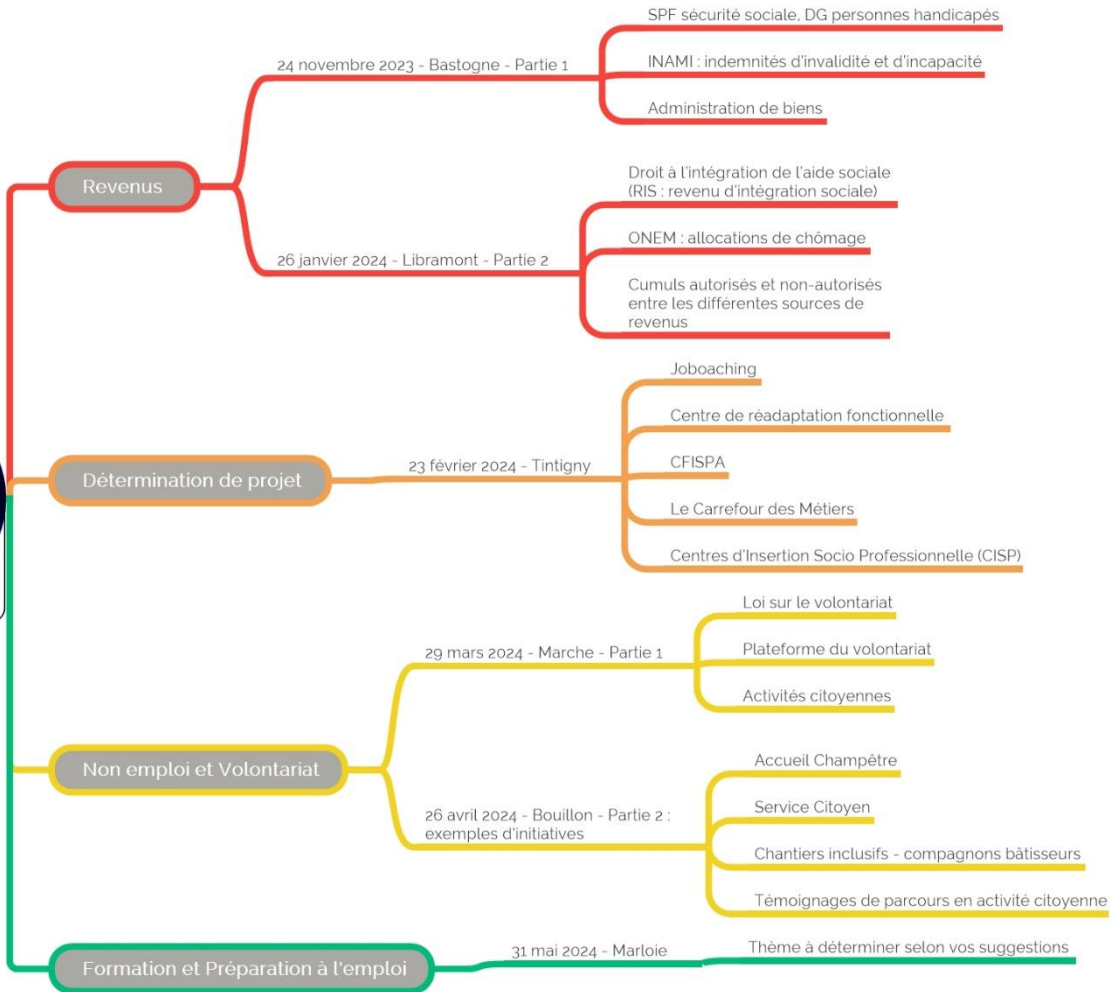 Revenus
24 novembre 2023 - Bastogne - Partie 1
SPF sécurité sociale, DG personnes handicapés
INAMI : indemnités d'invalidité et d'incapacité
Administration de biens
26 janvier 2024 - Libramont - Partie 2
Droit à l'intégration de l'aide sociale
(RIS : revenu d'intégration sociale)
ONEM : allocations de chômage
Cumuls autorisés et non-autorisés
entre les différentes sources de
revenus
Détermination de projet
23 février 2024 - Tintigny
Joboaching
Centre de réadaptation fonctionnelle
CFISPA
Le Carrefour des Métiers
Centres d'Insertion Socio Professionnelle (CISP)
Non emploi et Volontariat
29 mars 2024 - Marche - Partie 1
Loi sur le volontariat
Plateforme du volontariat
Activités citoyennes
26 avril 2024 - Bouillon - Partie 2 :
exemples d'initiatives
Accueil Champêtre
Service Citoyen
Chantiers inclusifs - compagnons bâtisseurs
Témoignages de parcours en activité citoyenne
Formation et Préparation à l'emploi
31 mai 2024 - Marloie
Thème à déterminer selon vos suggestions